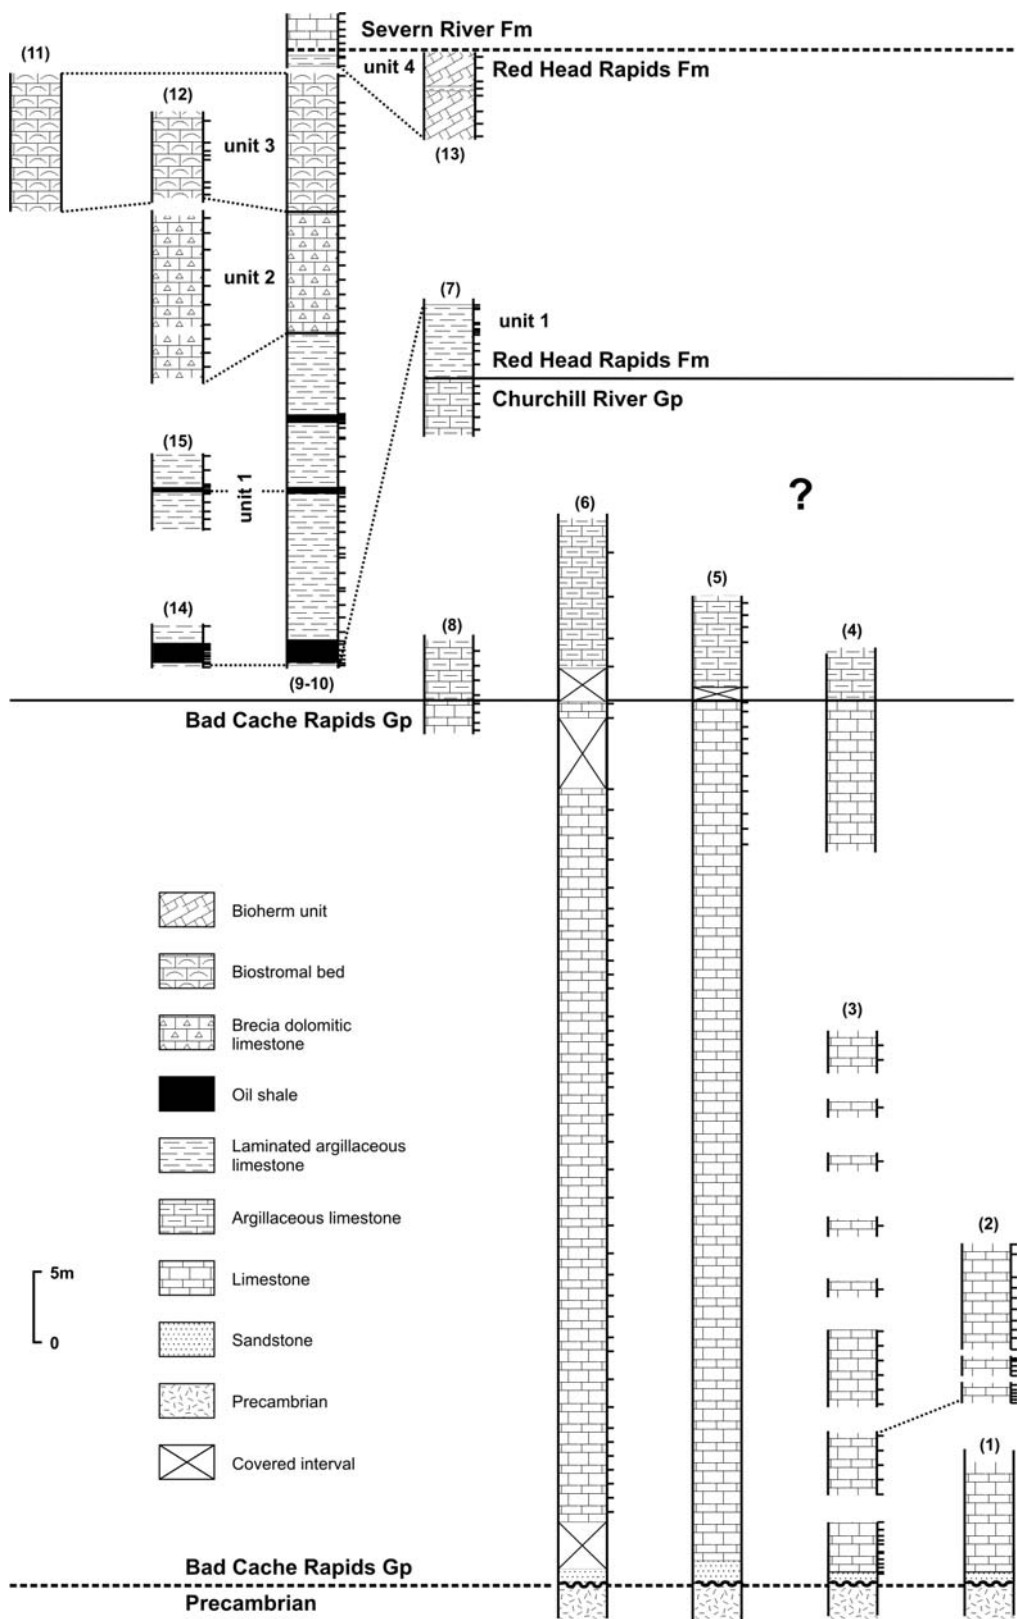 Severn River Fm
(11)
unit 4
Red Head Rapids Fm
(12)
unit 3
(13)
unit 2
(7)
unit 1
Red Head Rapids Fm
Churchill River Gp
(15)
unit 1
?
(6)
(5)
(14)
(8)
(4)
(9-10)
Bad Cache Rapids Gp
Bioherm unit
Biostromal bed
(3)
Brecia dolomitic
limestone
Oil shale
Laminated argillaceous
limestone
Argillaceous limestone
(2)
5m
Limestone
0
Sandstone
Precambrian
(1)
Covered interval
Bad Cache Rapids Gp
Precambrian